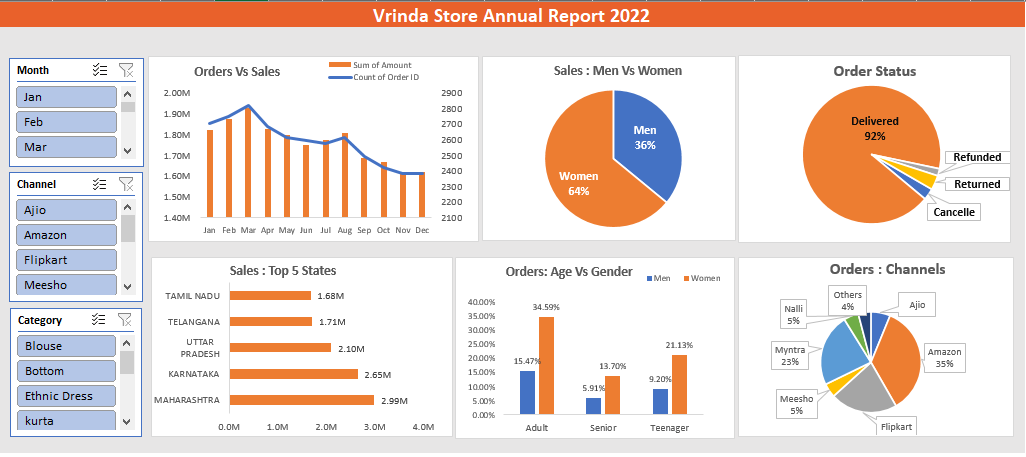 Vrinda Store Annual Report 2022
Month
Jan
Feb
Mar
Channel
Ajio
Amazon
Flipkart
Meesho
Category
Blouse
Bottom
Ethnic Dress
kurta
Orders Vs Sales
Sum of Amount
Count of Order ID
2.00M
1.90M
1.80M
1.70M
1.60M
1.50M
1.40M
2900
2800
2700
2600
2500
2400
2300
2200
2100
Jan Feb Mar Apr May Jun Jul Aug Sep Oct Nov Dec
Sales : Men Vs Women
Men
36%
Women
64%
Order Status
Delivered
92%
Refunded
Returned
Cancelle
Sales : Top 5 States
TAMIL NADU 1.68M
TELANGANA 1.71M
UTTAR
PRADESH
2.10M
KARNATAKA 2.65M
MAHARASHTRA 2.99M
0.0M 1.0M 2.0M 3.0M 4.0M
Orders: Age Vs Gender
Men Women
40.00%
35.00%
30.00%
25.00%
20.00%
15.00%
10.00%
5.00%
0.00%
15.47% 34.59%
5.91% 13.70%
9.20% 21.13%
Adult Senior Teenager
Orders : Channels
Others
4%
Ajio
Nalli
5%
Amazon
35%
Myntra
23%
Meesho
5%
Flipkart